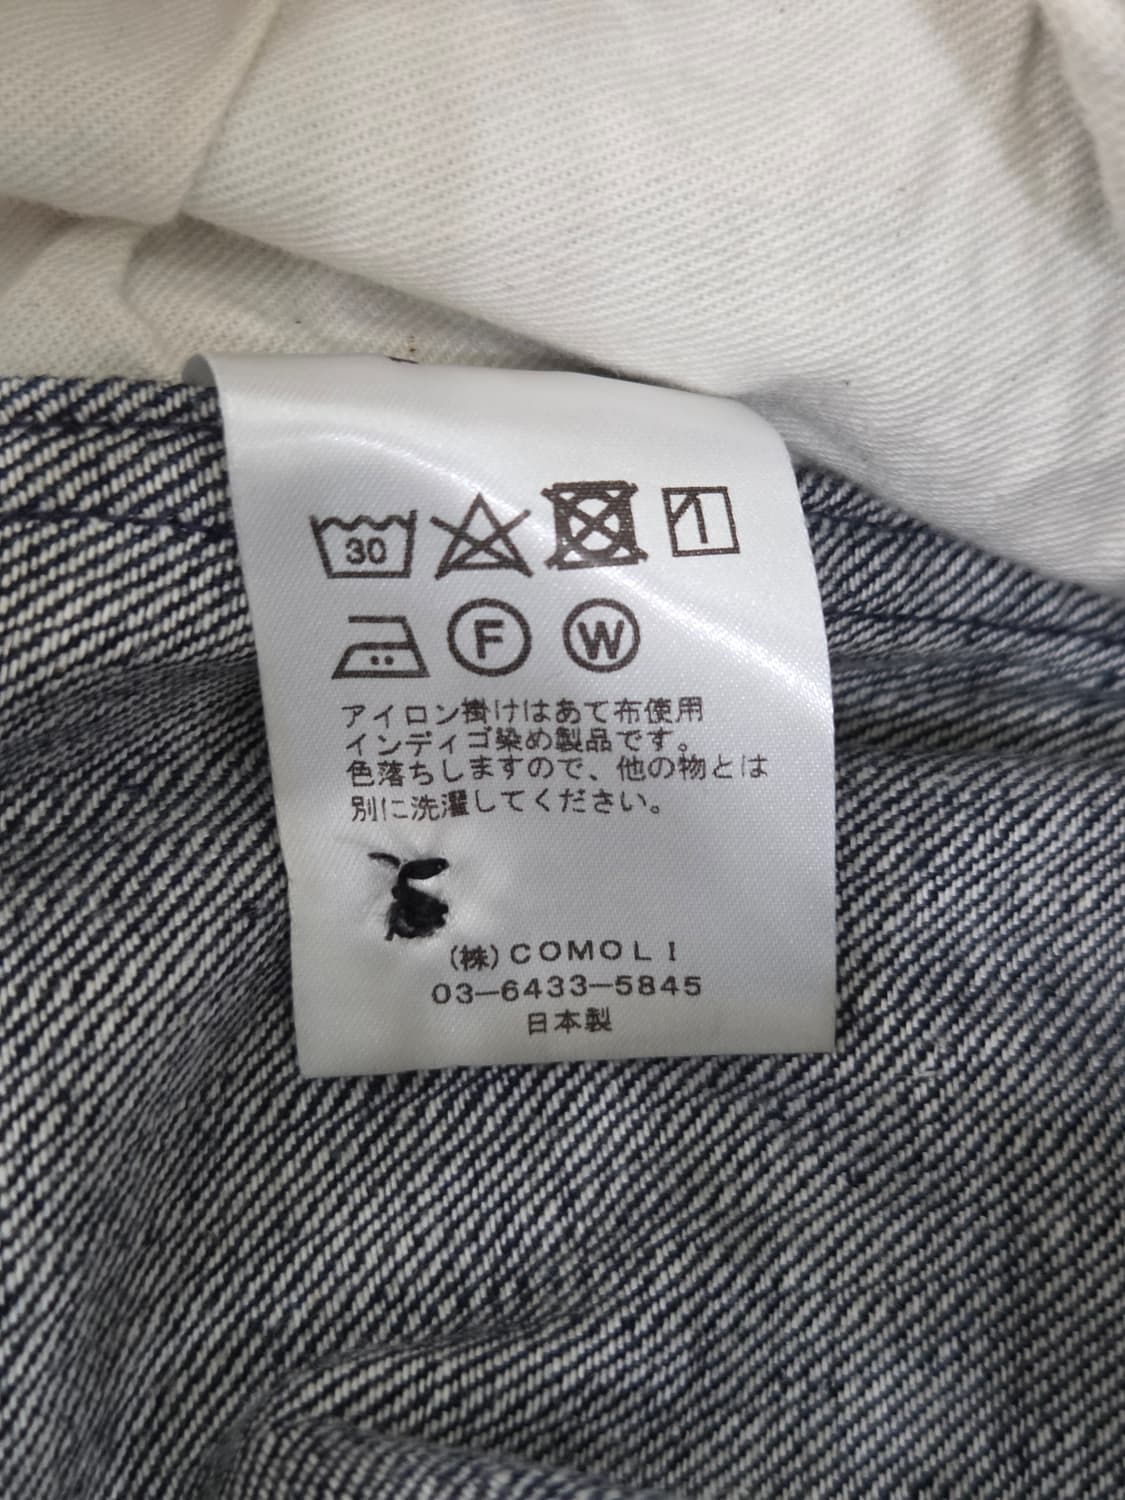 30
F W
アイロン掛けはあて布使用
インディゴ染め製品です。
色落ちしますので、他の物とは
別に洗濯してください。
(株)COMOLI
03-6433-5845
日本製